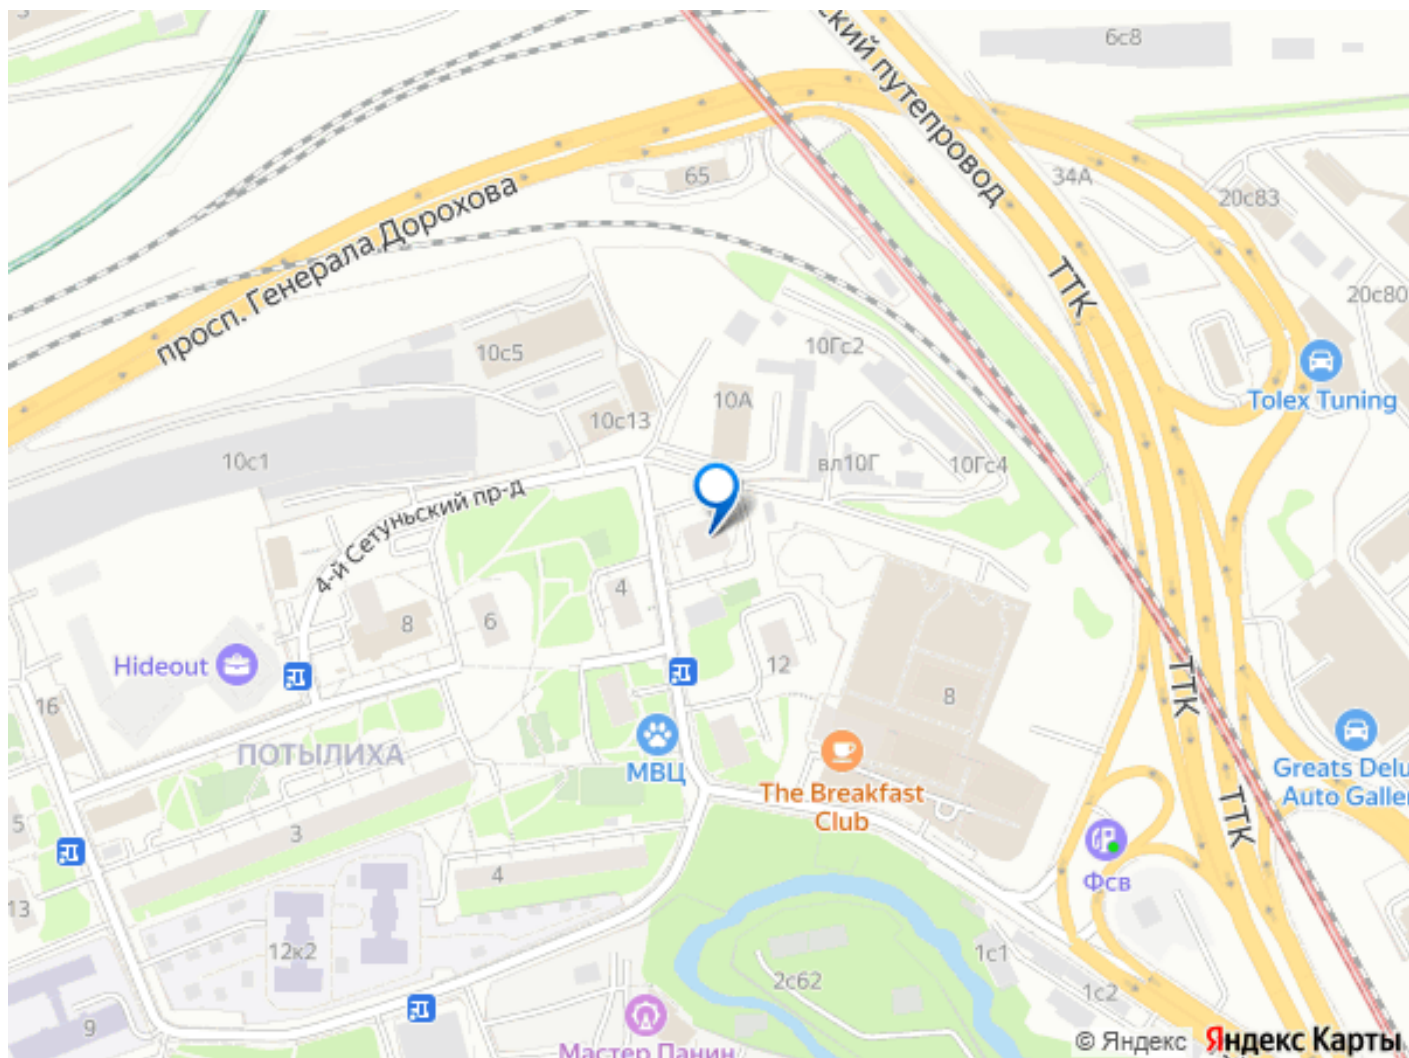 6с8
ский путепровод
34А
20с83
65
просп. Генерала Дорохова
ТТК
20с80
10с5
10Гс2
Tolex Tuning
10А
10с13
10с1
вл10Г
10Гс4
4-й Сетуньский пр-д
4
6
8
Hideout
12
8
ТТК
16
ПОТЫЛИХА
МВЦ
The Breakfast
Club
Greats Delu
Auto Galler
ТТК
5
3
4
Фсв
13
12к2
1с1
2с62
1с2
9
Мастер Панин
© Яндекс
Яндекс Карты